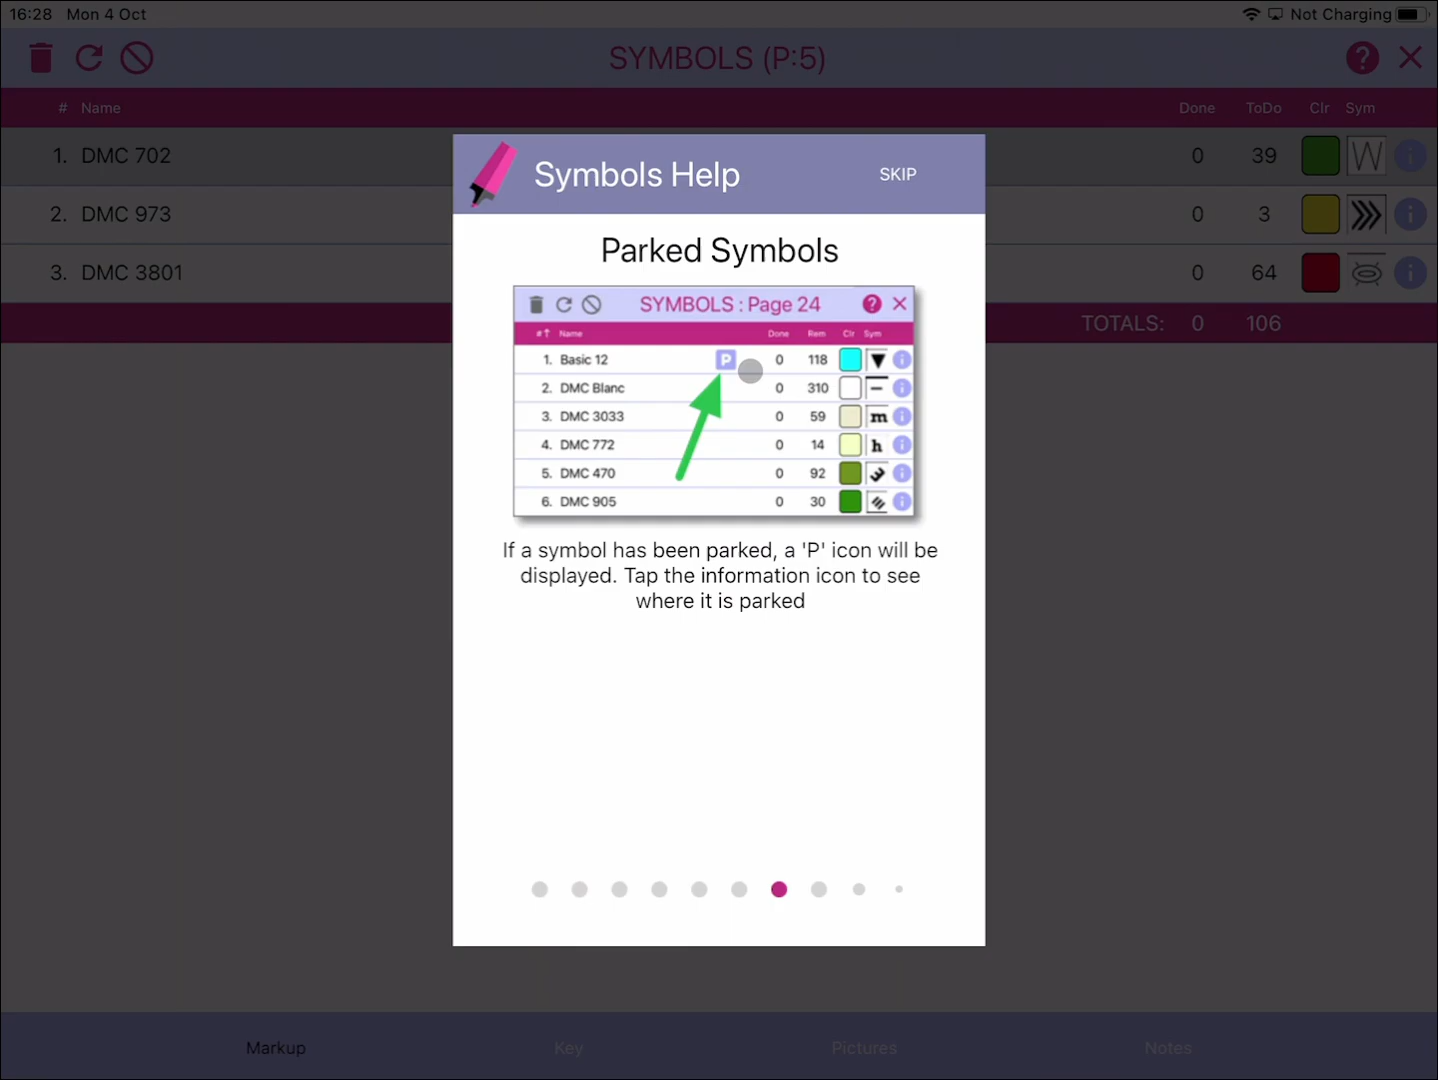 16:28 Mon 4 Oct Not Charging
SYMBOLS (P:5)
# Name Done ToDo Clr Sym
1. DMC 702 0 39
2. DMC 973 0 3
3. DMC 3801 0 64
TOTALS: 0 106
Symbols Help SKIP
Parked Symbols
SYMBOLS : Page 24
#↑ Name Done Rem Clr Sym
1. Basic 12 P 0 118
2. DMC Blanc 0 310
3. DMC 3033 0 59 m
4. DMC 772 0 14 h
5. DMC 470 0 92
6. DMC 905 0 30
If a symbol has been parked, a 'P' icon will be
displayed. Tap the information icon to see
where it is parked
Markup Key Pictures Notes